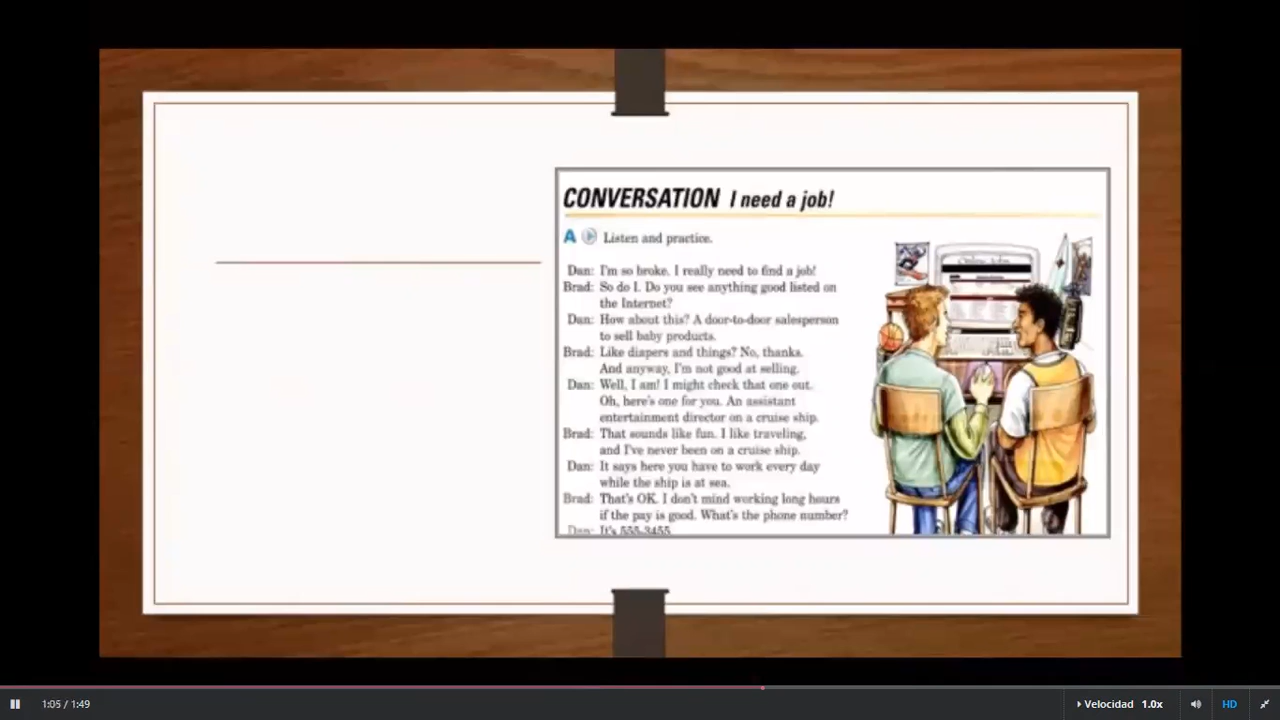 CONVERSATION I need a job!
A Listen and practice.
Dan: I'm so broke. I really need to find a job!
Brad: So do I. Do you see anything good listed on
the Internet?
Dan: How about this? A door-to-door salesperson
to sell baby products.
Brad: Like diapers and things? No, thanks.
And anyway, I'm not good at selling.
Dan: Well, I am! I might check that one out.
Oh, here's one for you. An assistant
entertainment director on a cruise ship.
Brad: That sounds like fun. I like traveling,
and I've never been on a cruise ship.
Dan: It says here you have to work every day
while the ship is at sea.
Brad: That's OK. I don't mind working long hours
if the pay is good. What's the phone number?
Dan: It's 555-3455
1:05 / 1:49
Velocidad 1.0x
HD